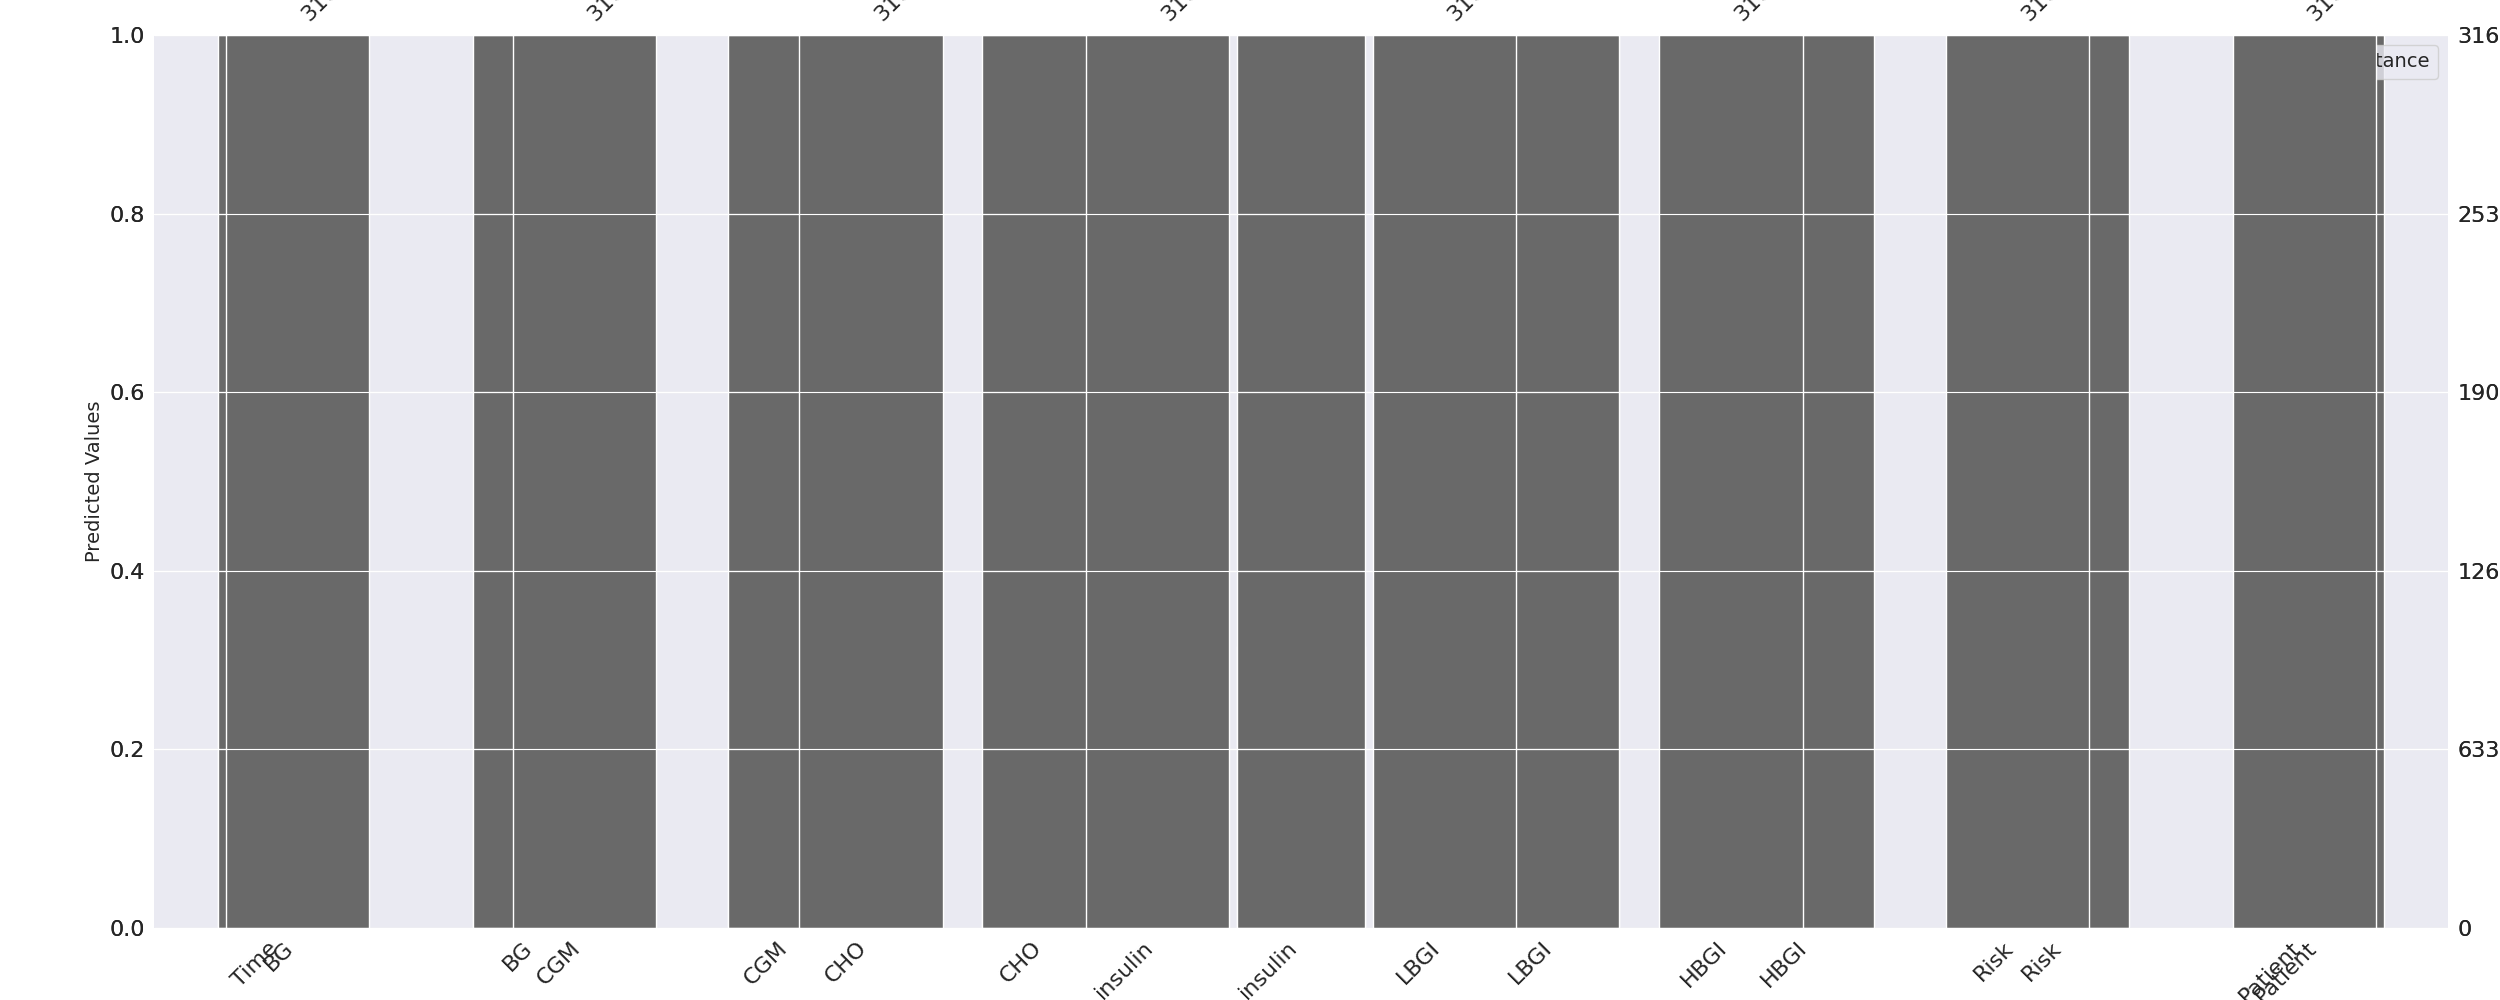 1.0
316
tance
0.8
253
0.6
190
Predicted Values
0.4
126
0.2
633
0.0
0
Time
BG
BG
CGM
CGM
CHO
CHO
insulin
insulin
LBGI
LBGI
HBGI
HBGI
Risk
Risk
Patient
Patient